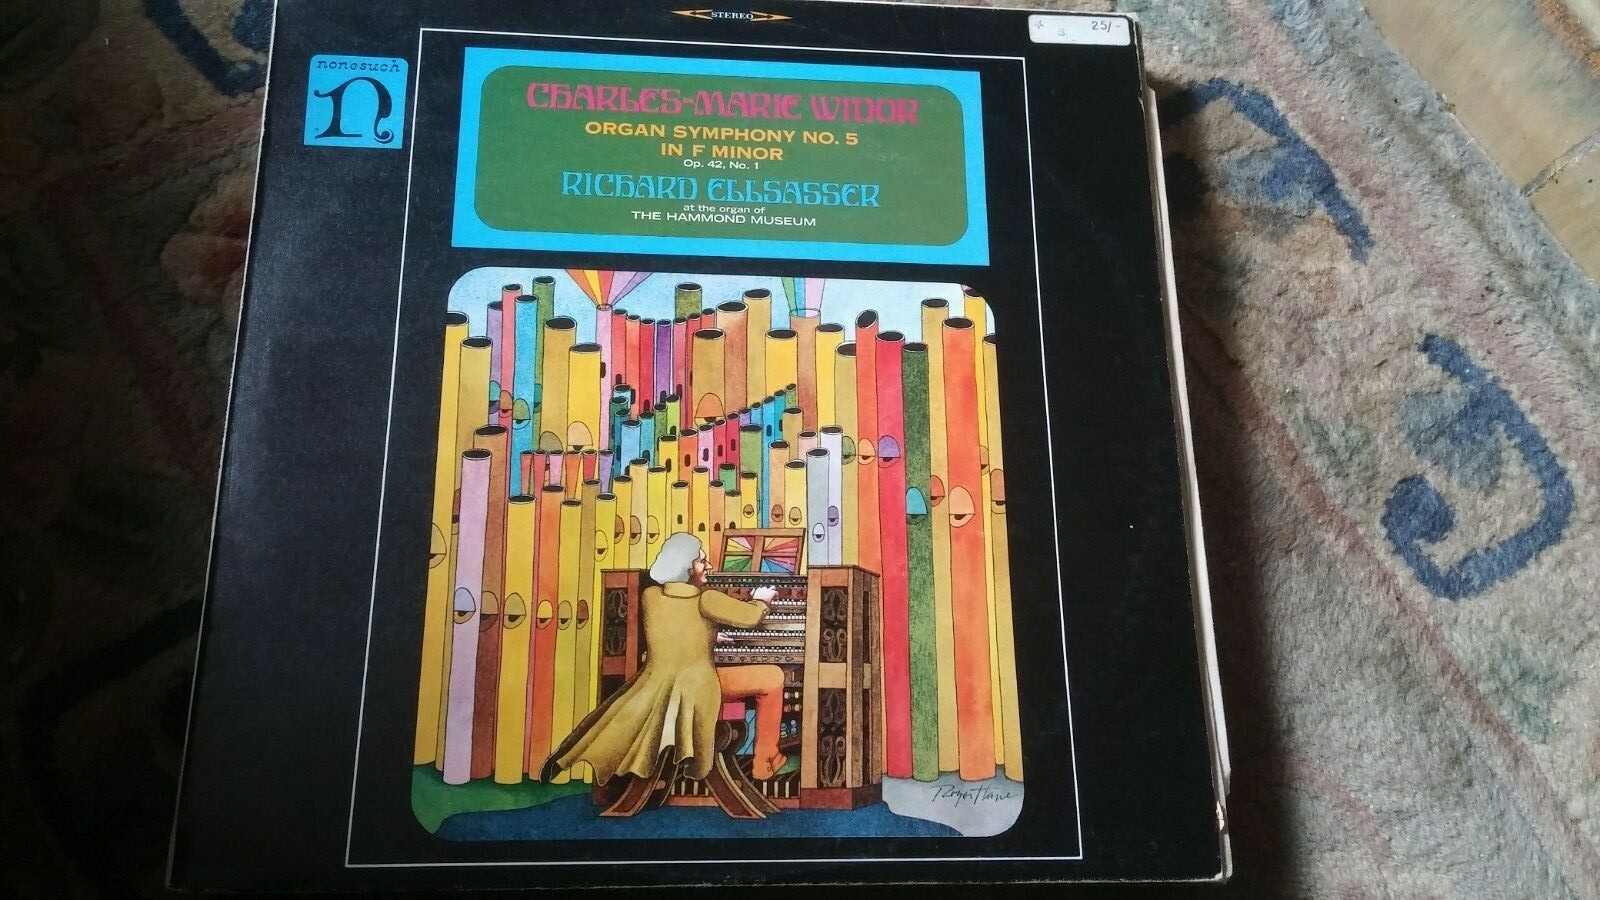 STEREO
25/-
nonesuch
n
CHARLES-MARIE WIDOR
ORGAN SYMPHONY NO. 5
IN F MINOR
Op. 42, No. 1
RICHARD ELLSASSER
at the organ of
THE HAMMOND MUSEUM